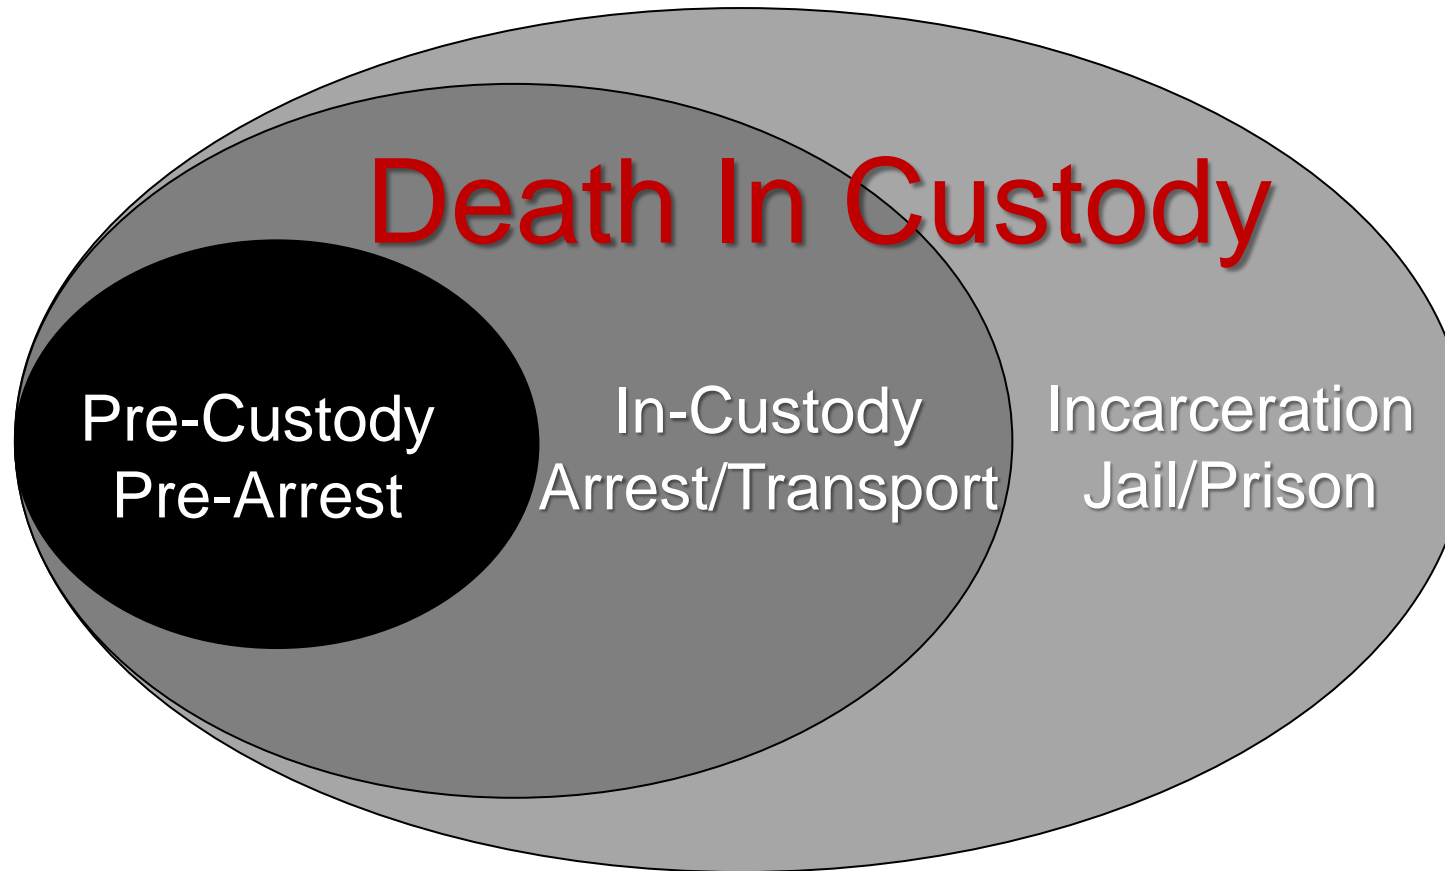 Death In Custody
Pre-Custody
Pre-Arrest
In-Custody
Arrest/Transport
Incarceration
Jail/Prison